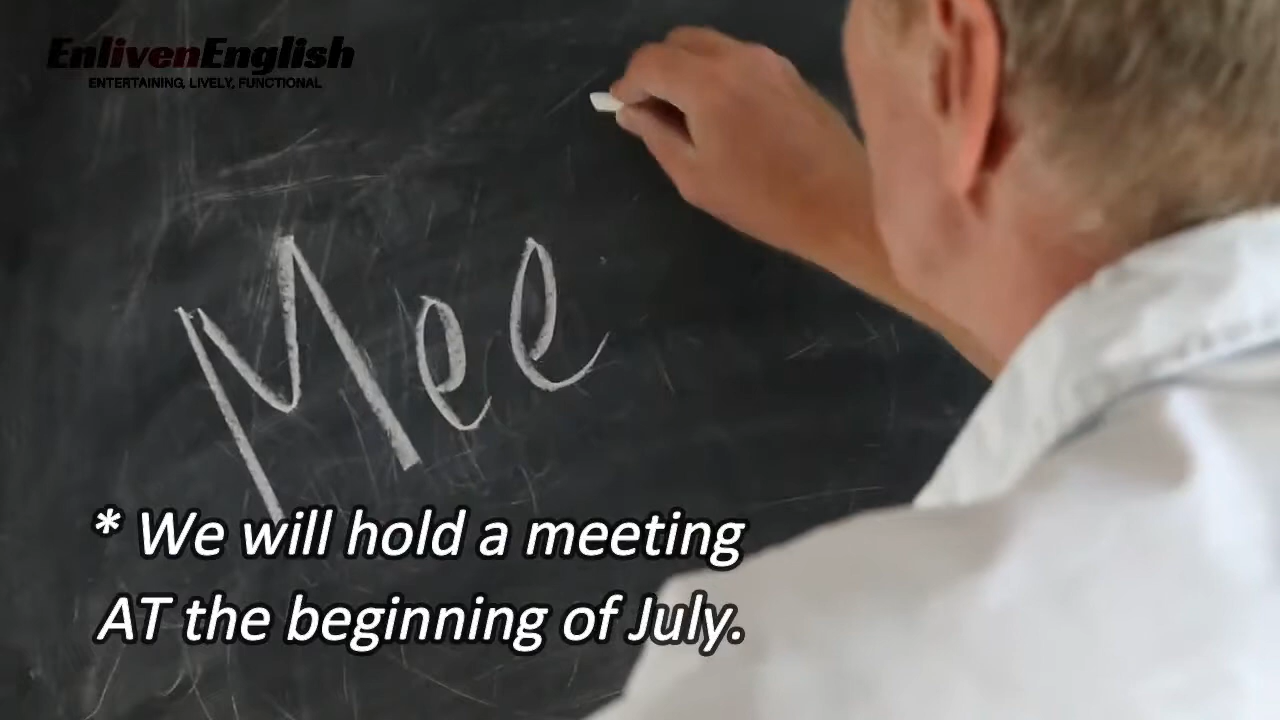 EnlivenEnglish
ENTERTAINING, LIVELY, FUNCTIONAL
Mee
* We will hold a meeting
AT the beginning of July.